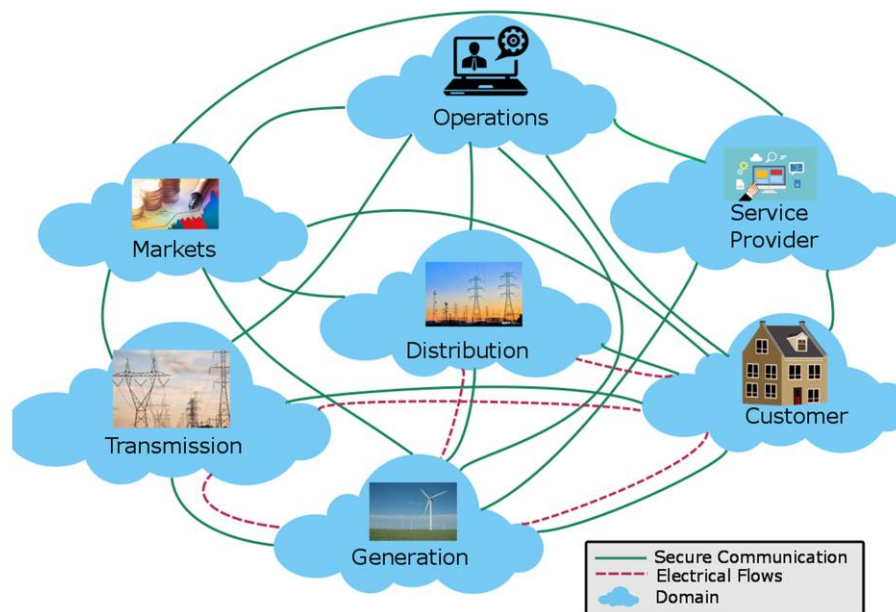 Operations
Markets
Service
Provider
Distribution
Transmission
Customer
Generation
Secure Communication
Electrical Flows
Domain